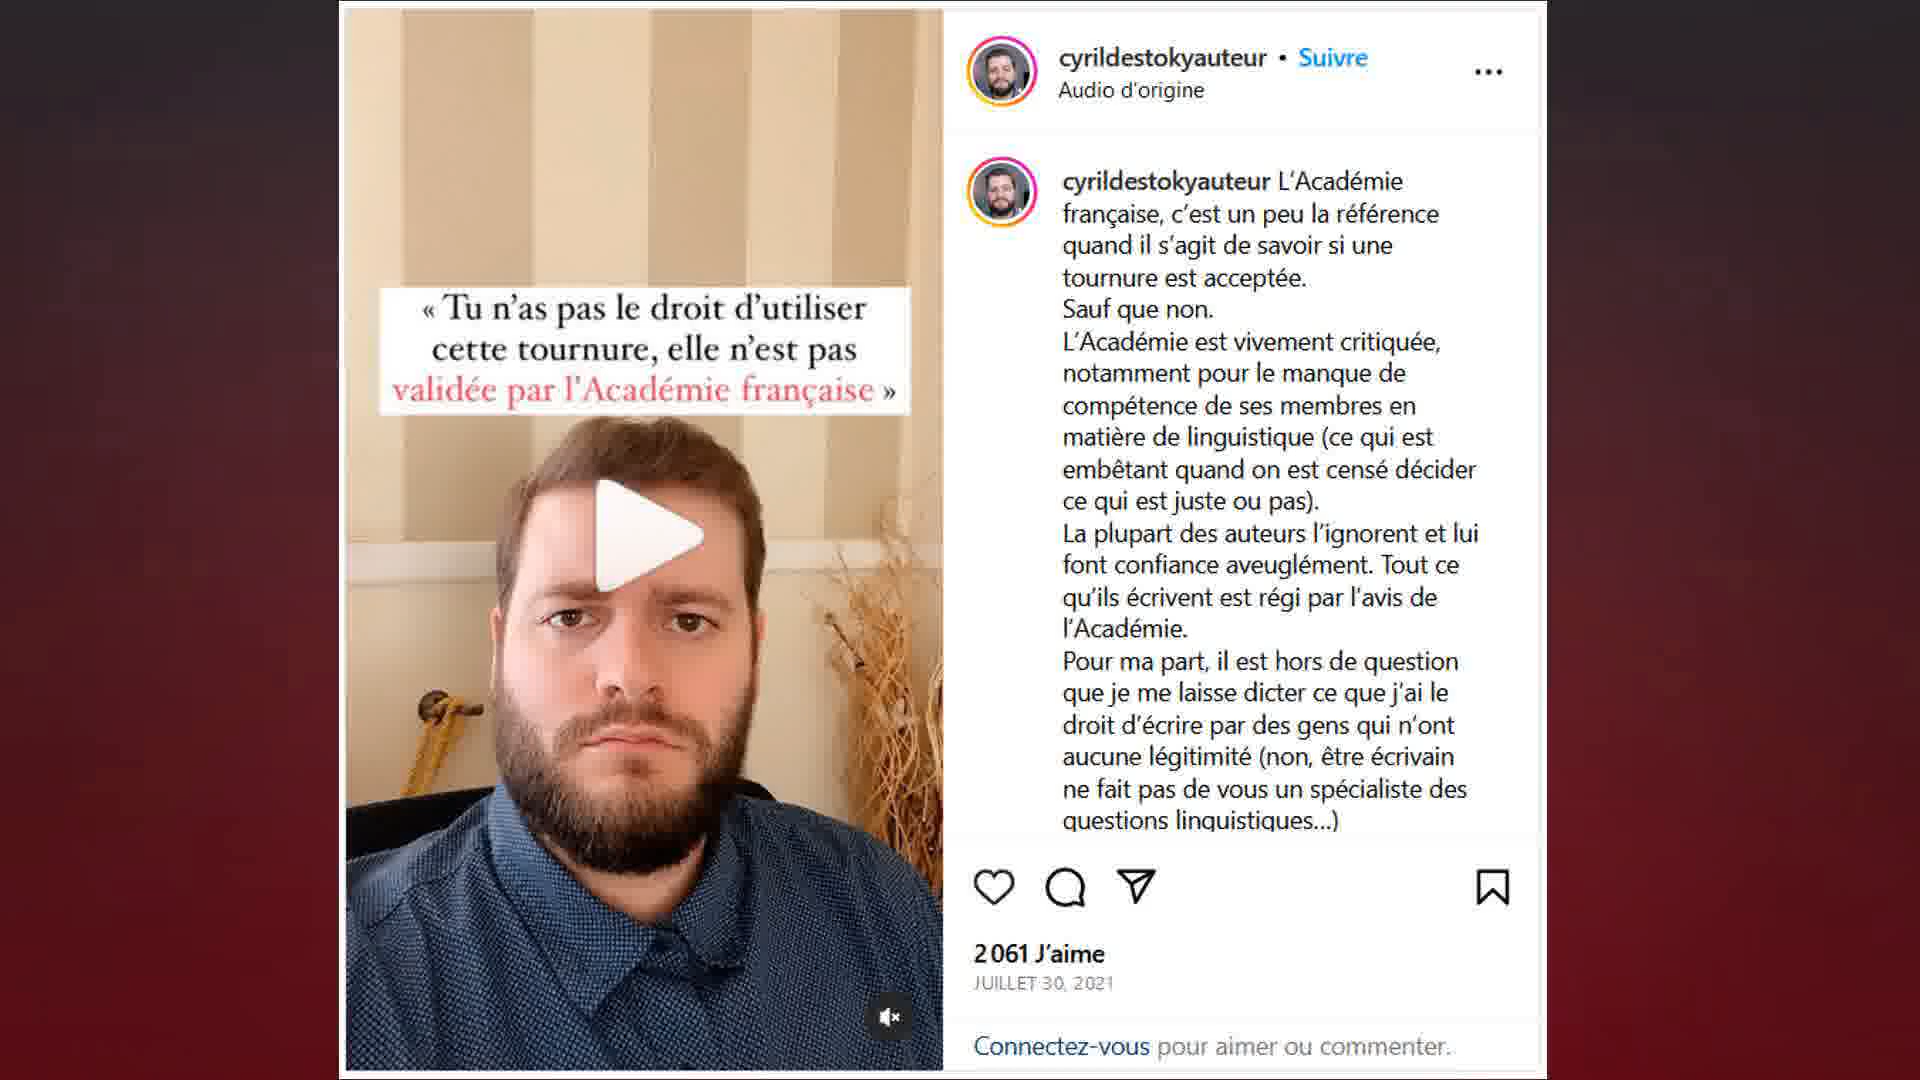 « Tu n’as pas le droit d’utiliser
cette tournure, elle n’est pas
validée par l’Académie française »
cyrildestokyauteur • Suivre
Audio d’origine
cyrildestokyauteur L’Académie
française, c’est un peu la référence
quand il s’agit de savoir si une
tournure est acceptée.
Sauf que non.
L’Académie est vivement critiquée,
notamment pour le manque de
compétence de ses membres en
matière de linguistique (ce qui est
embêtant quand on est censé décider
ce qui est juste ou pas).
La plupart des auteurs l’ignorent et lui
font confiance aveuglément. Tout ce
qu’ils écrivent est régi par l’avis de
l’Académie.
Pour ma part, il est hors de question
que je me laisse dicter ce que j’ai le
droit d’écrire par des gens qui n’ont
aucune légitimité (non, être écrivain
ne fait pas de vous un spécialiste des
questions linguistiques…)
2 061 J’aime
JUILLET 30, 2021
Connectez-vous pour aimer ou commenter.